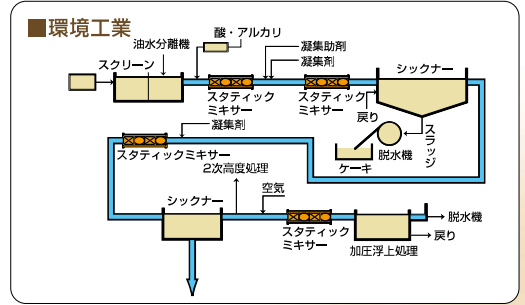 ■環境工業
酸・アルカリ
油水分離機
スクリーン
凝集助剤
凝集剤
シックナー
スタティック
ミキサー
スタティック
ミキサー
戻り
スラッジ
脱水機
ケーキ
凝集剤
スタティックミキサー
2次高度処理
シックナー
空気
スタティック
ミキサー
加圧浮上処理
脱水機
戻り